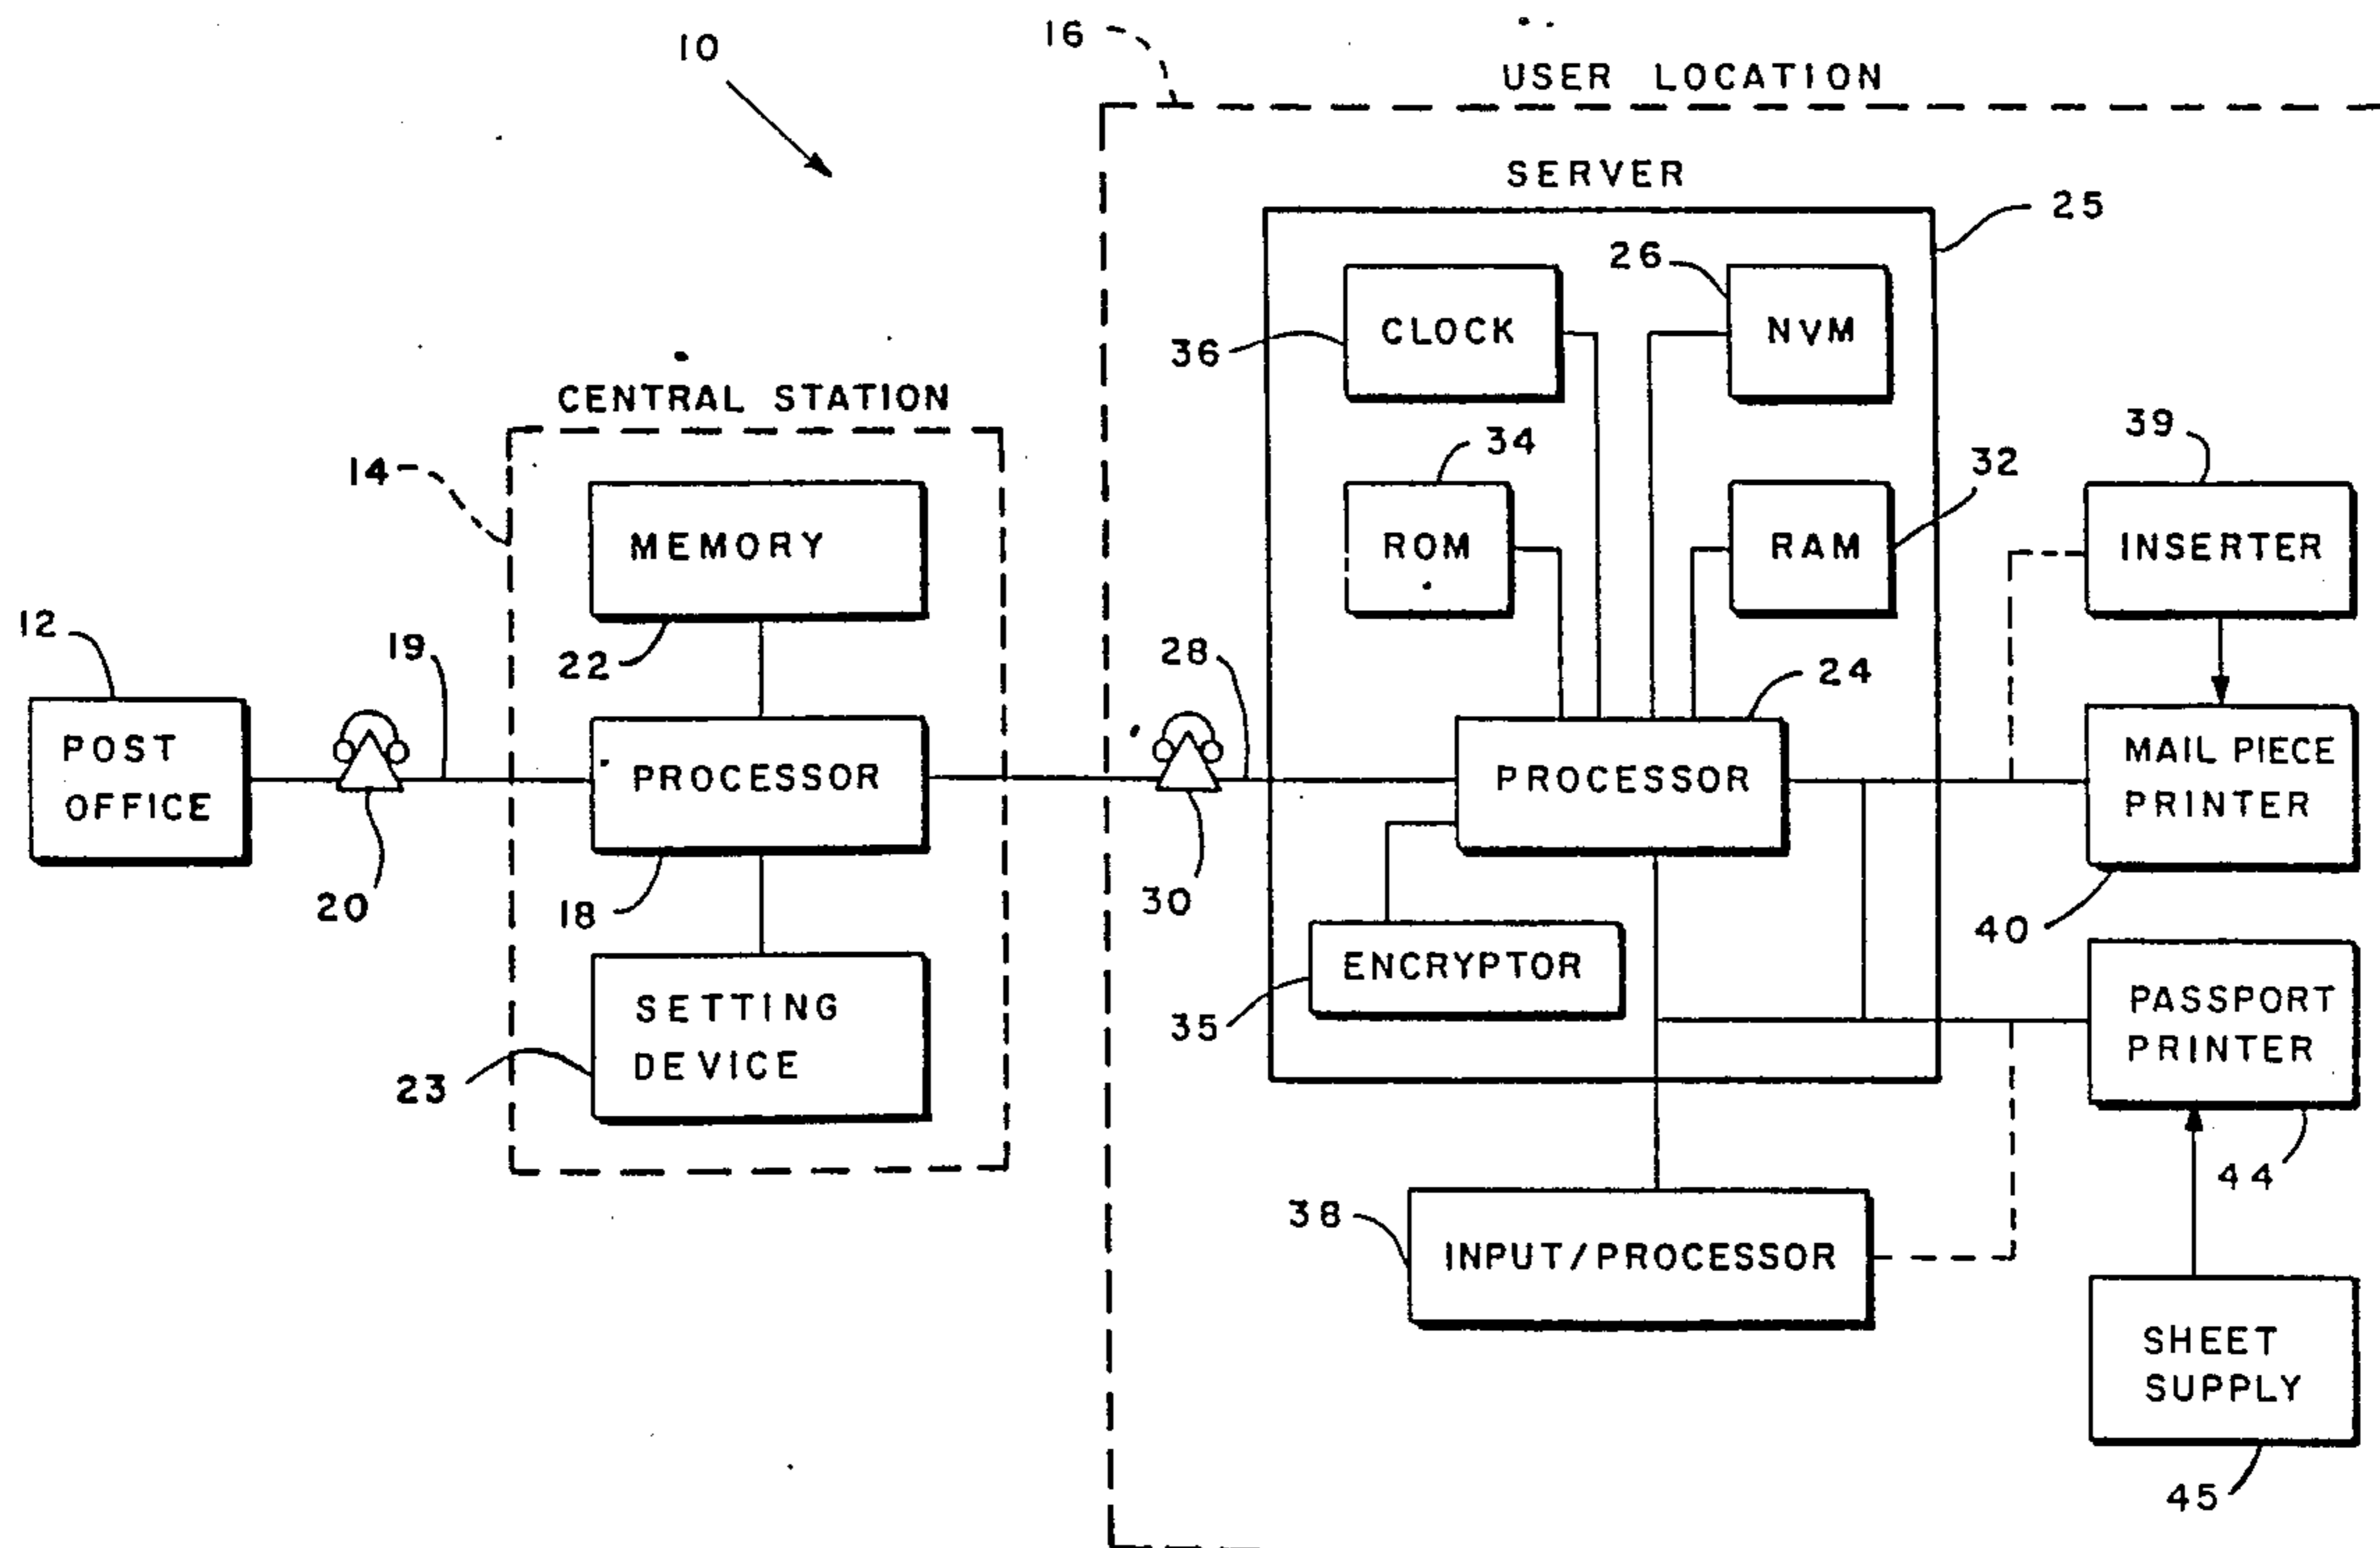 10
16
USER LOCATION
SERVER
25
26
CLOCK
NVM
36
CENTRAL STATION
39
34
32
14
MEMORY
ROM
RAM
INSERTER
12
19
22
28
24
POST
OFFICE
PROCESSOR
PROCESSOR
MAIL PIECE
PRINTER
20
18
30
40
ENCRYPTOR
SETTING
DEVICE
35
PASSPORT
PRINTER
23
44
38
INPUT/PROCESSOR
SHEET
SUPPLY
45